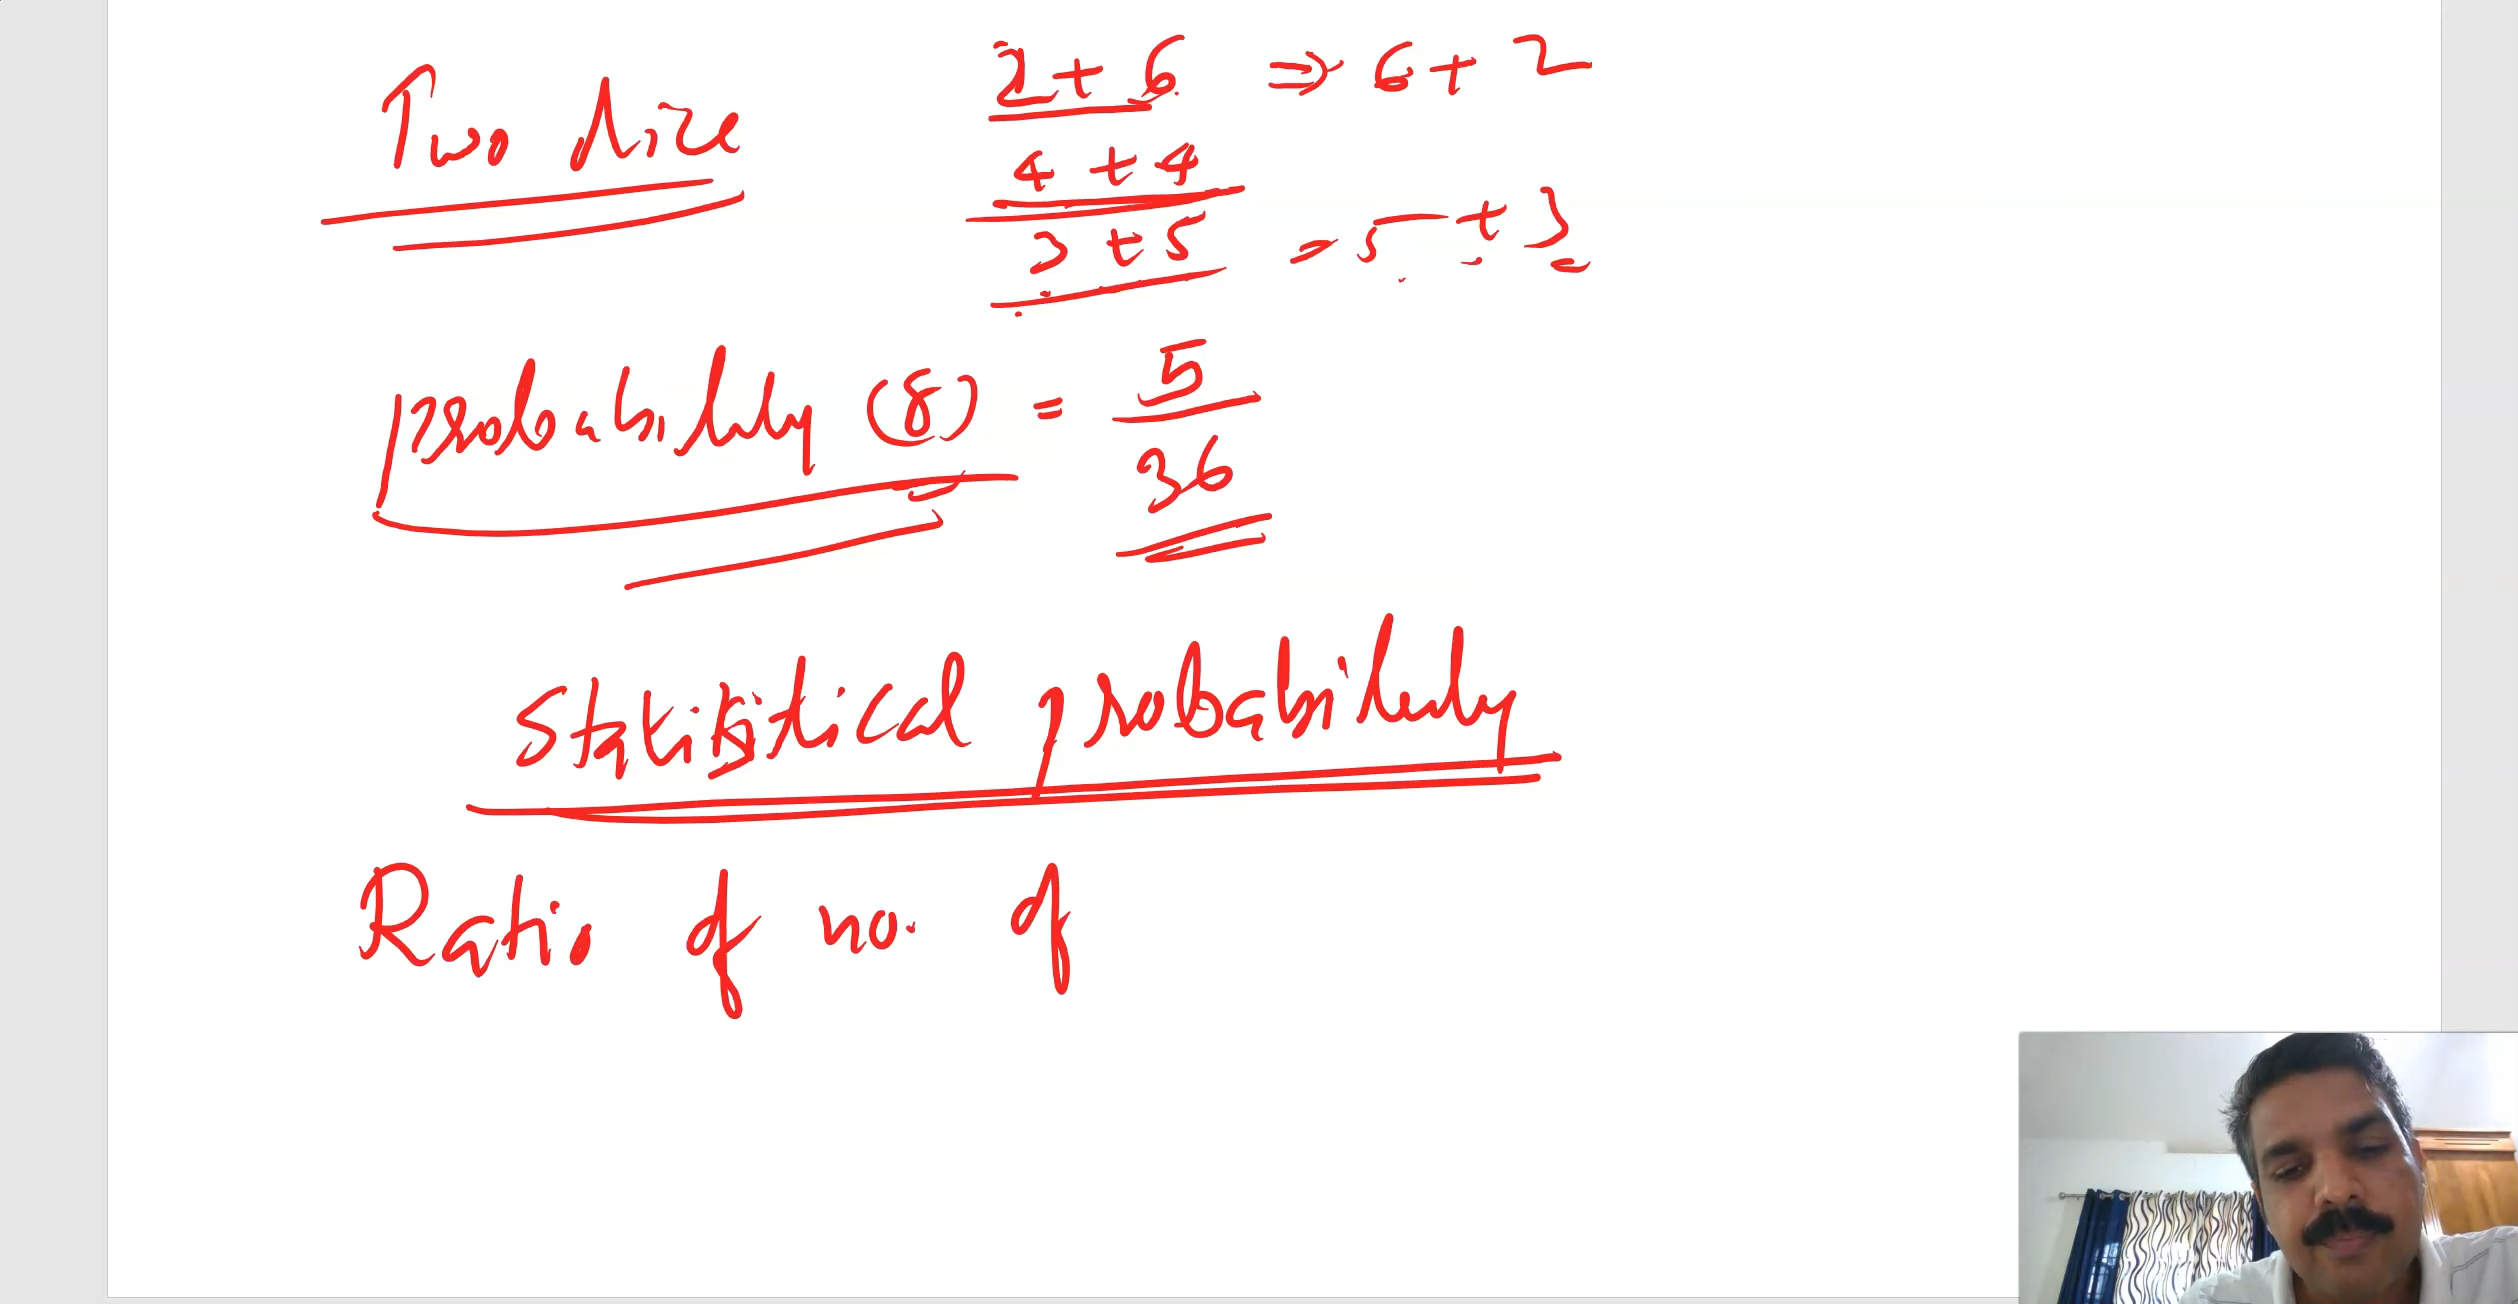 Two dice
2 + 6 ⇒ 6 + 2
4 + 4
3 + 5 = 5 + 3
probability (8) = 5/36
Statistical probability
Ratio of no. of